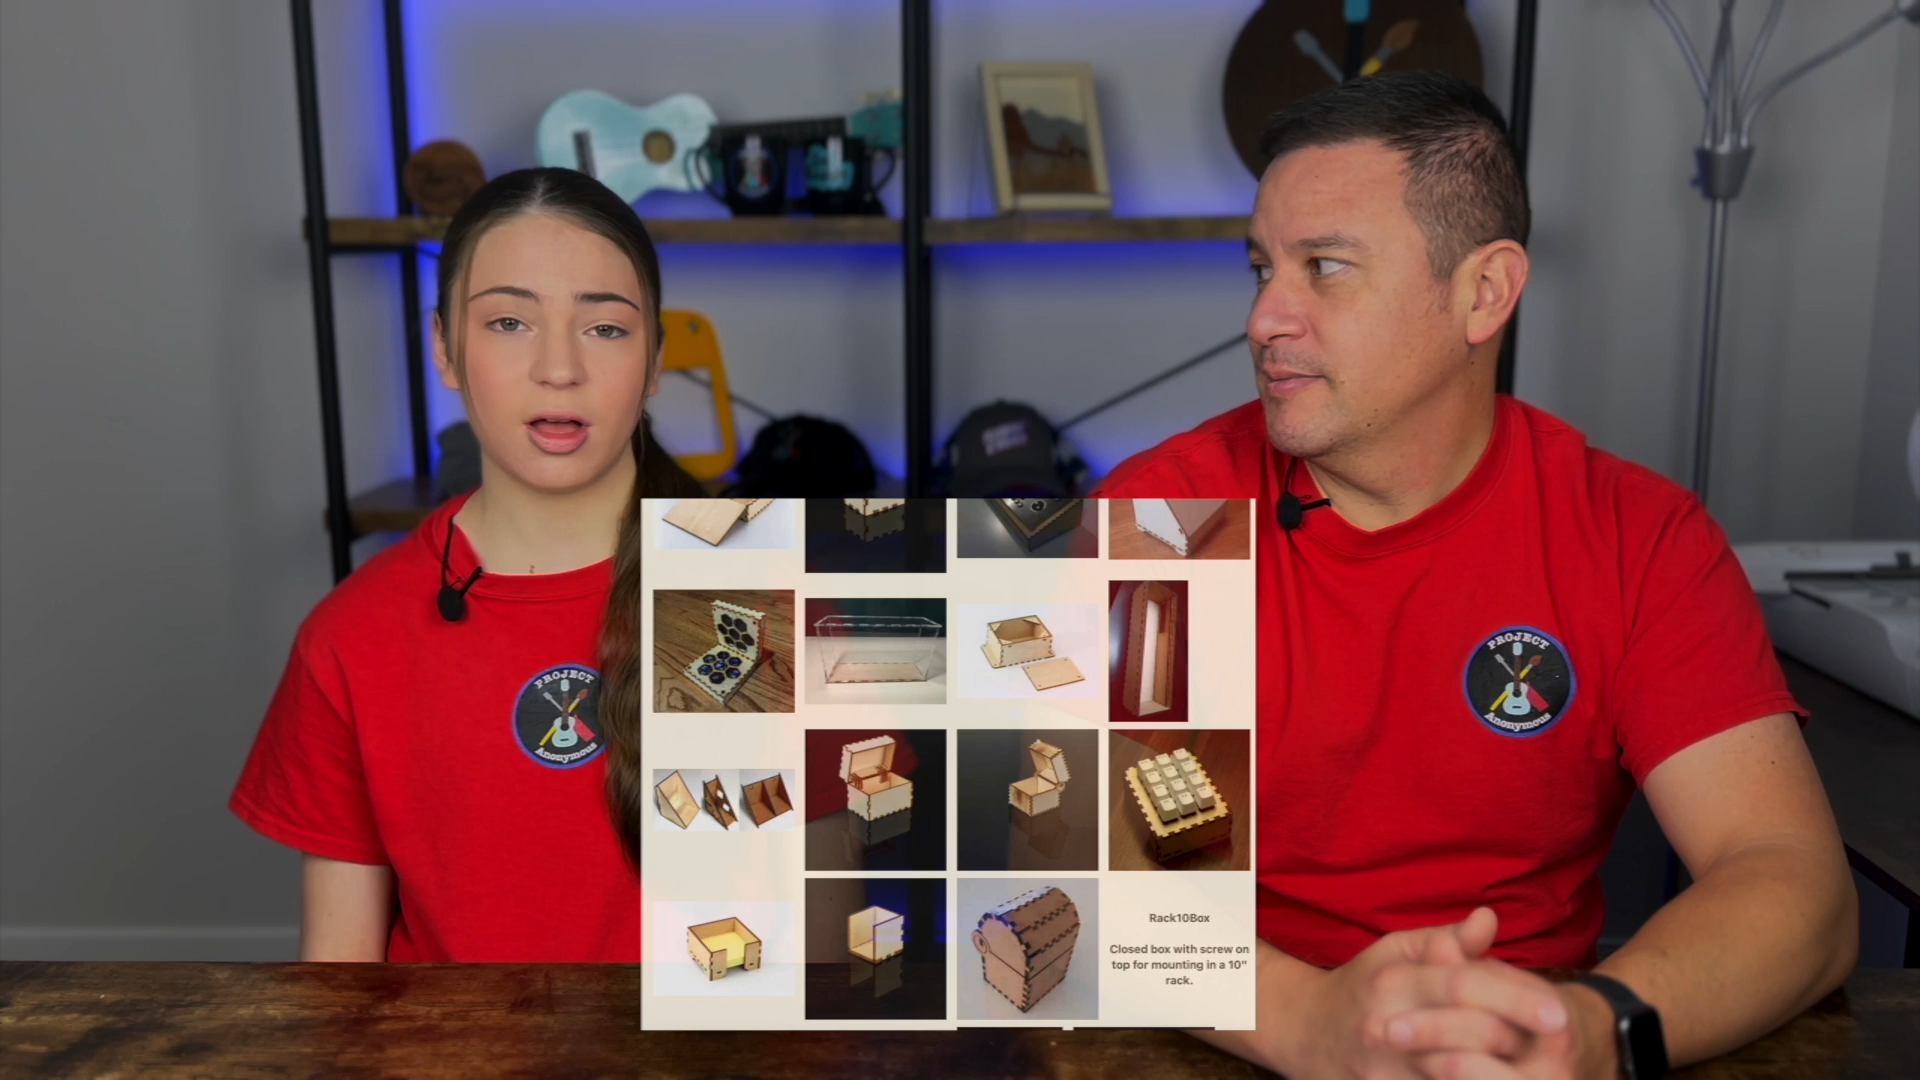 PROJECT
Anonymous
PROJECT
Anonymous
Rack10Box
Closed box with screw on
top for mounting in a 10"
rack.